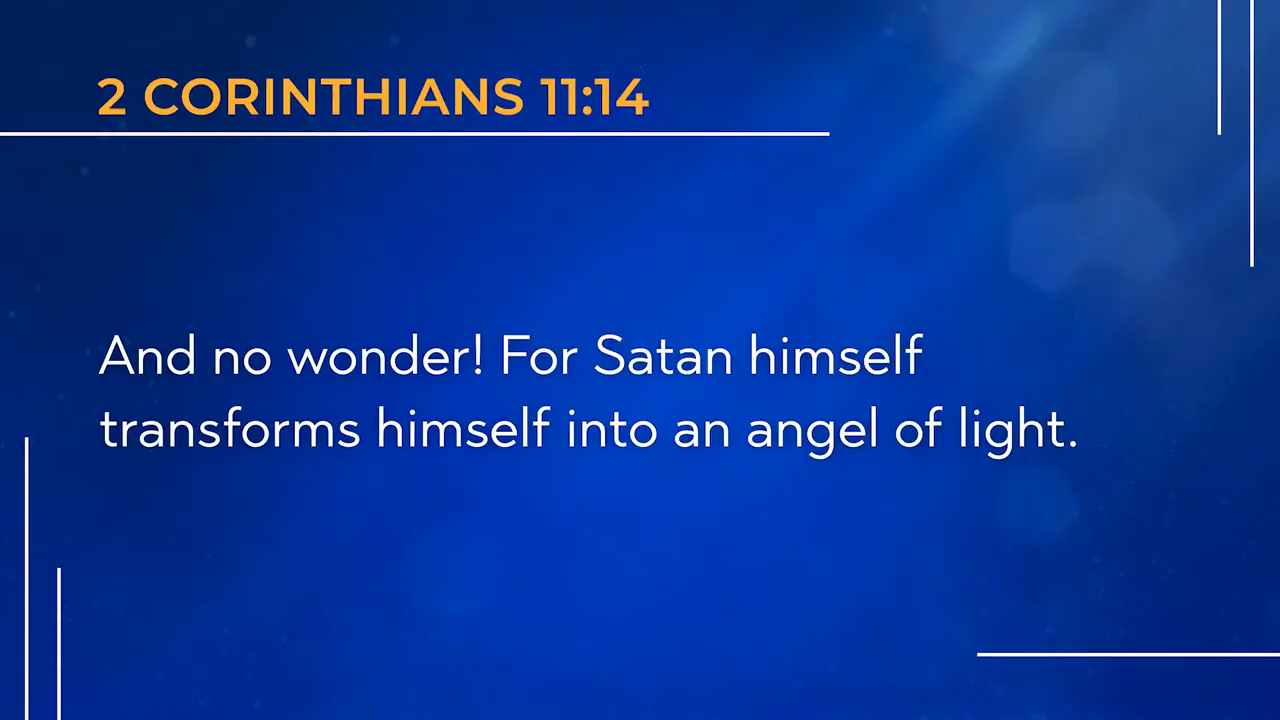 2 CORINTHIANS 11:14
And no wonder! For Satan himself
transforms himself into an angel of light.